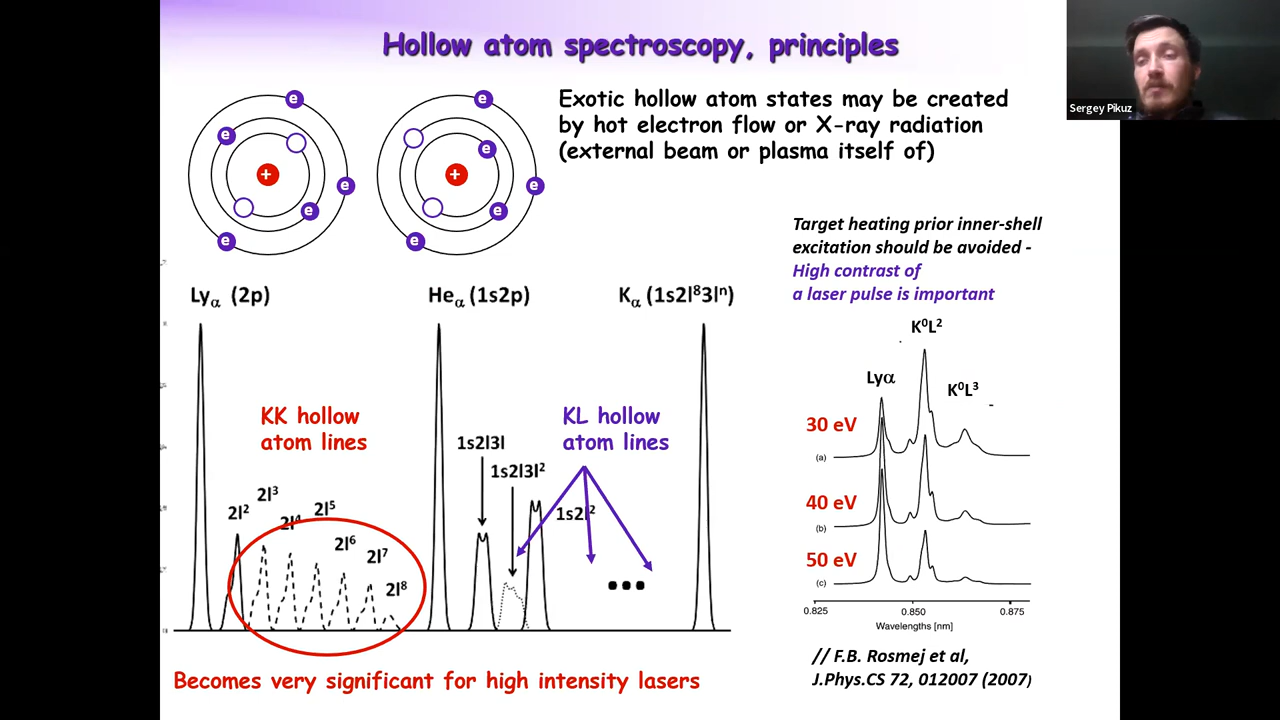 Hollow atom spectroscopy, principles
Sergey Pikuz
e
e
e
e
e
+
e
e
e
e
e
+
Exotic hollow atom states may be created
by hot electron flow or X-ray radiation
(external beam or plasma itself of)
Target heating prior inner-shell
excitation should be avoided -
High contrast of
a laser pulse is important
Lyα (2p)
Heα (1s2p)
Kα (1s2l⁸3lⁿ)
KK hollow
atom lines
KL hollow
atom lines
1s2l3l
1s2l3l²
1s2l²
2l²
2l³
2l⁴
2l⁵
2l⁶
2l⁷
2l⁸
K⁰L²
Lyα
K⁰L³
30 eV
(a)
40 eV
(b)
50 eV
(c)
0.825 0.850 0.875
Wavelengths [nm]
// F.B. Rosmej et al,
J.Phys.CS 72, 012007 (2007)
Becomes very significant for high intensity lasers